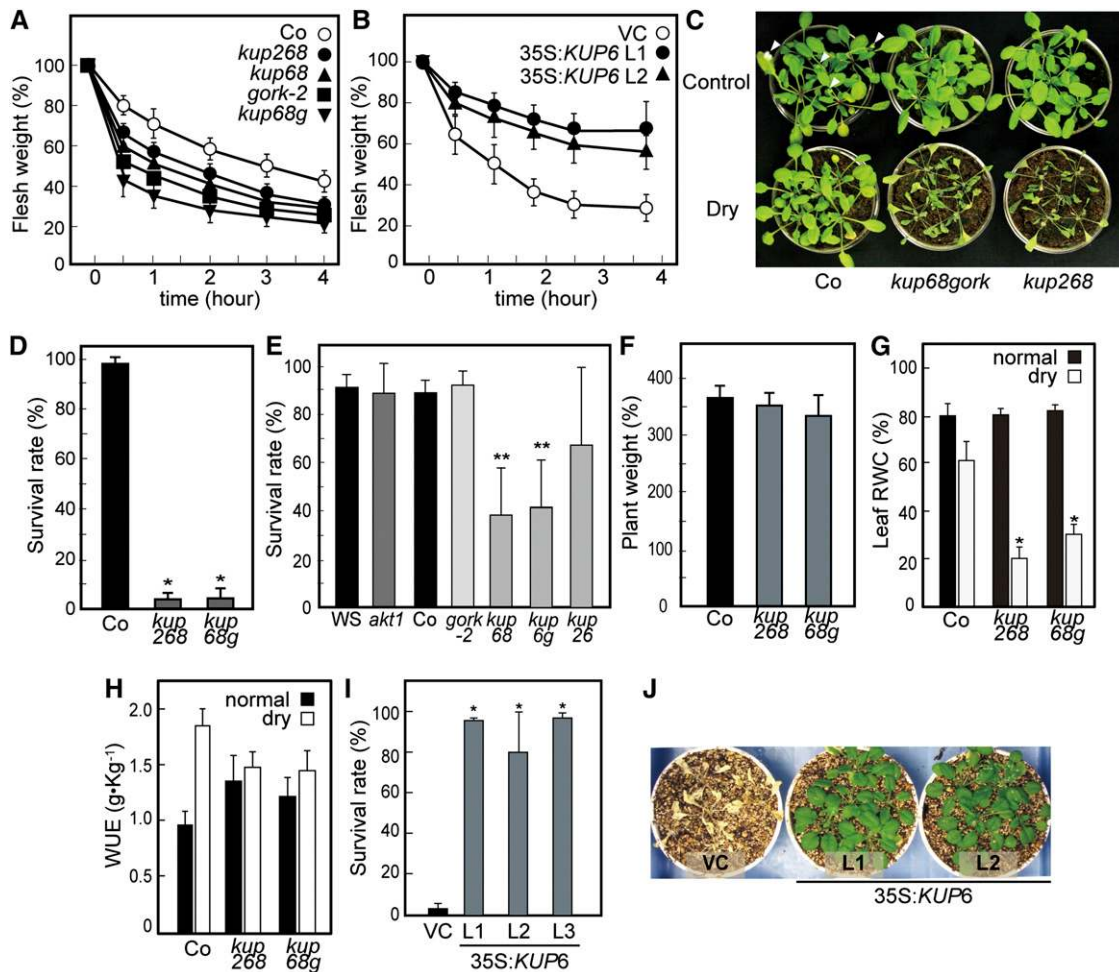 A
Co
kup268
kup68
gork-2
kup68g
Flesh weight (%)
100
80
60
40
20
0
0 1 2 3 4
time (hour)
B
VC
35S:KUP6 L1
35S:KUP6 L2
Flesh weight (%)
100
80
60
40
20
0
0 1 2 3 4
time (hour)
C
Control
Dry
Co kup68gork kup268
D
Survival rate (%)
100
80
60
40
20
0
* *
Co kup 268 kup 68g
E
Survival rate (%)
100
80
60
40
20
0
** **
WS akt1 Co gork -2 kup 68 kup 6g kup 26
F
Plant weight (%)
400
300
200
100
0
Co kup 268 kup 68g
G
normal
dry
Leaf RWC (%)
100
80
60
40
20
0
* *
Co kup 268 kup 68g
H
normal
dry
WUE (g•Kg⁻¹)
2.0
1.5
1.0
0.5
0
Co kup 268 kup 68g
I
Survival rate (%)
100
80
60
40
20
0
* * *
VC L1 L2 L3
35S:KUP6
J
VC L1 L2
35S:KUP6